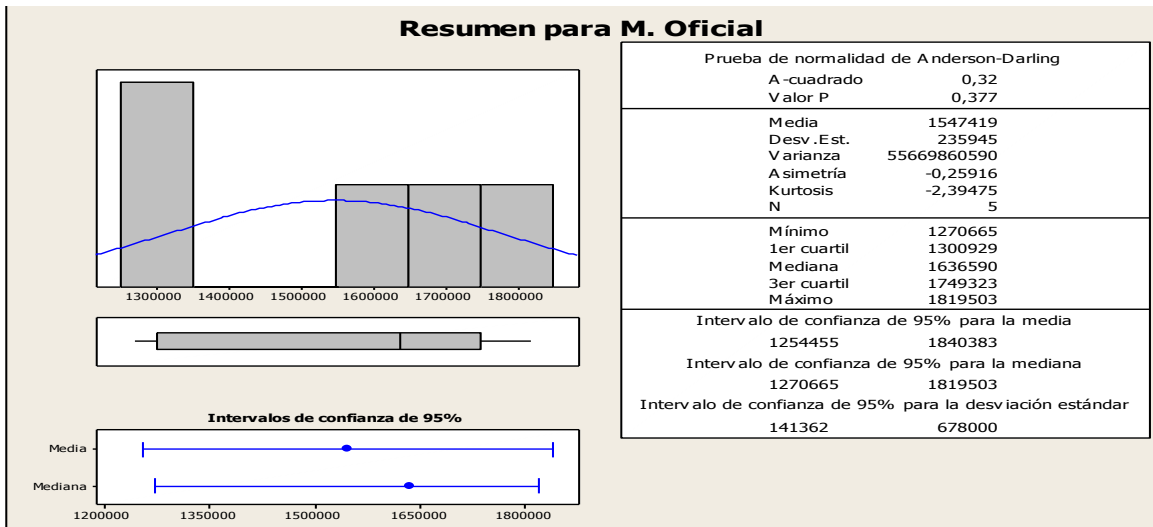 Resumen para M. Oficial
1300000 1400000 1500000 1600000 1700000 1800000
Intervalos de confianza de 95%
Media
Mediana
1200000 1350000 1500000 1650000 1800000
Prueba de normalidad de Anderson-Darling
A-cuadrado 0,32
Valor P 0,377
Media 1547419
Desv.Est. 235945
Varianza 55669860590
Asimetría -0,25916
Kurtosis -2,39475
N 5
Mínimo 1270665
1er cuartil 1300929
Mediana 1636590
3er cuartil 1749323
Máximo 1819503
Intervalo de confianza de 95% para la media
1254455 1840383
Intervalo de confianza de 95% para la mediana
1270665 1819503
Intervalo de confianza de 95% para la desviación estándar
141362 678000